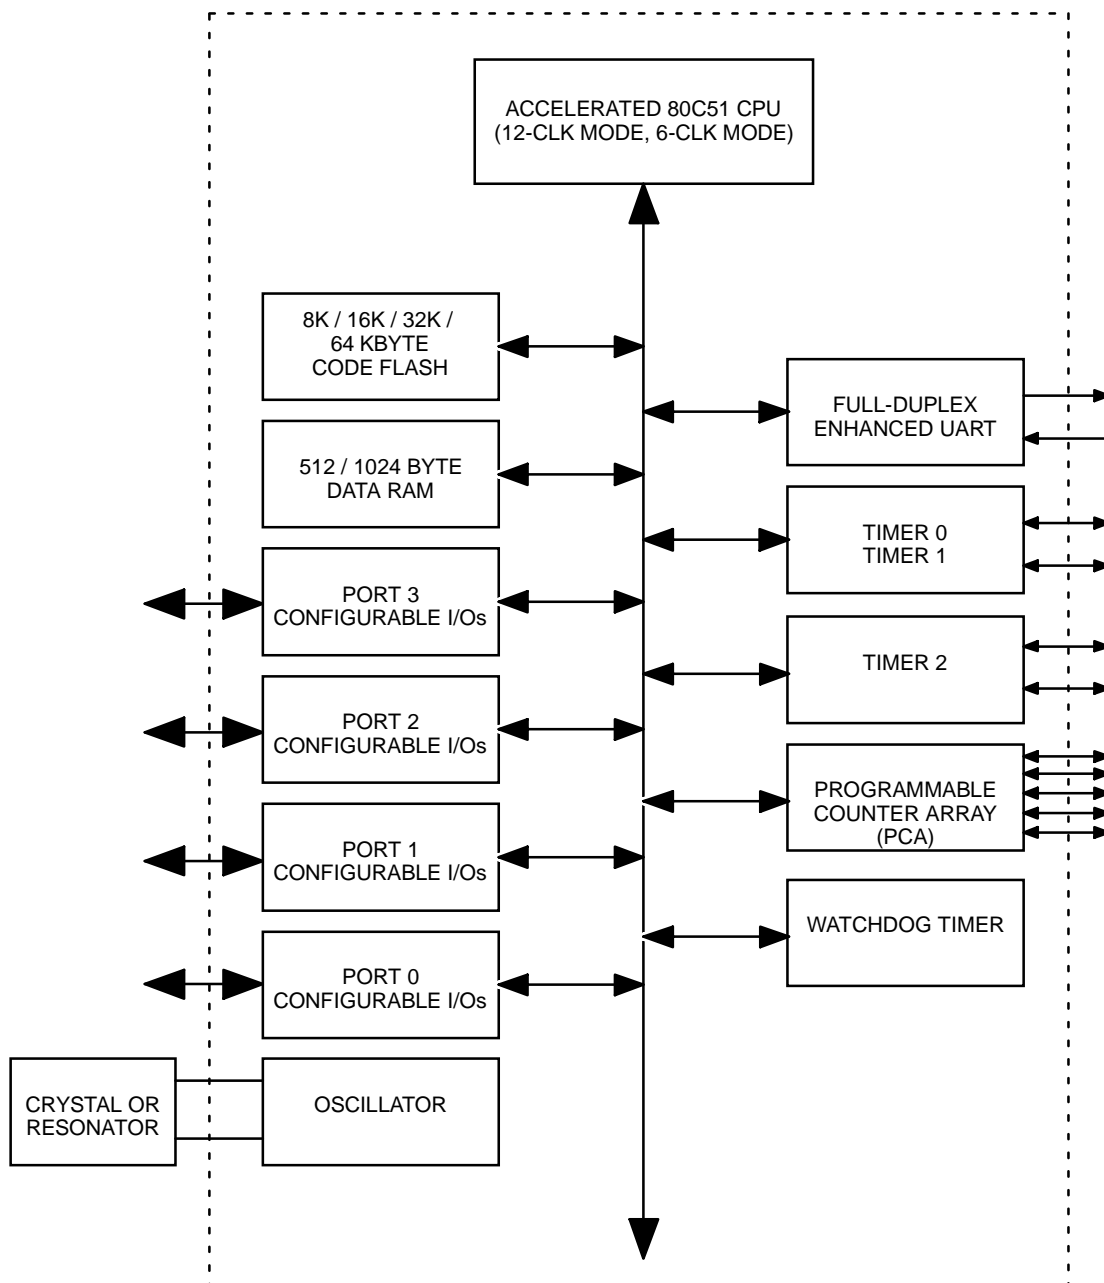 ACCELERATED 80C51 CPU
(12-CLK MODE, 6-CLK MODE)
8K / 16K / 32K /
64 KBYTE
CODE FLASH
512 / 1024 BYTE
DATA RAM
PORT 3
CONFIGURABLE I/Os
PORT 2
CONFIGURABLE I/Os
PORT 1
CONFIGURABLE I/Os
PORT 0
CONFIGURABLE I/Os
CRYSTAL OR
RESONATOR
OSCILLATOR
FULL-DUPLEX
ENHANCED UART
TIMER 0
TIMER 1
TIMER 2
PROGRAMMABLE
COUNTER ARRAY
(PCA)
WATCHDOG TIMER